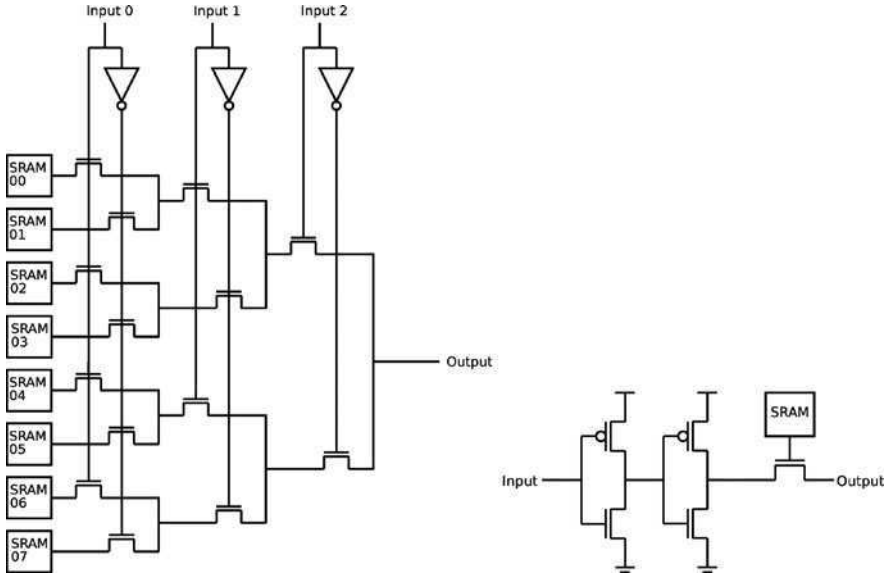 Input 0
Input 1
Input 2
SRAM
00
SRAM
01
SRAM
02
SRAM
03
SRAM
04
SRAM
05
SRAM
06
SRAM
07
Output
SRAM
Input
Output